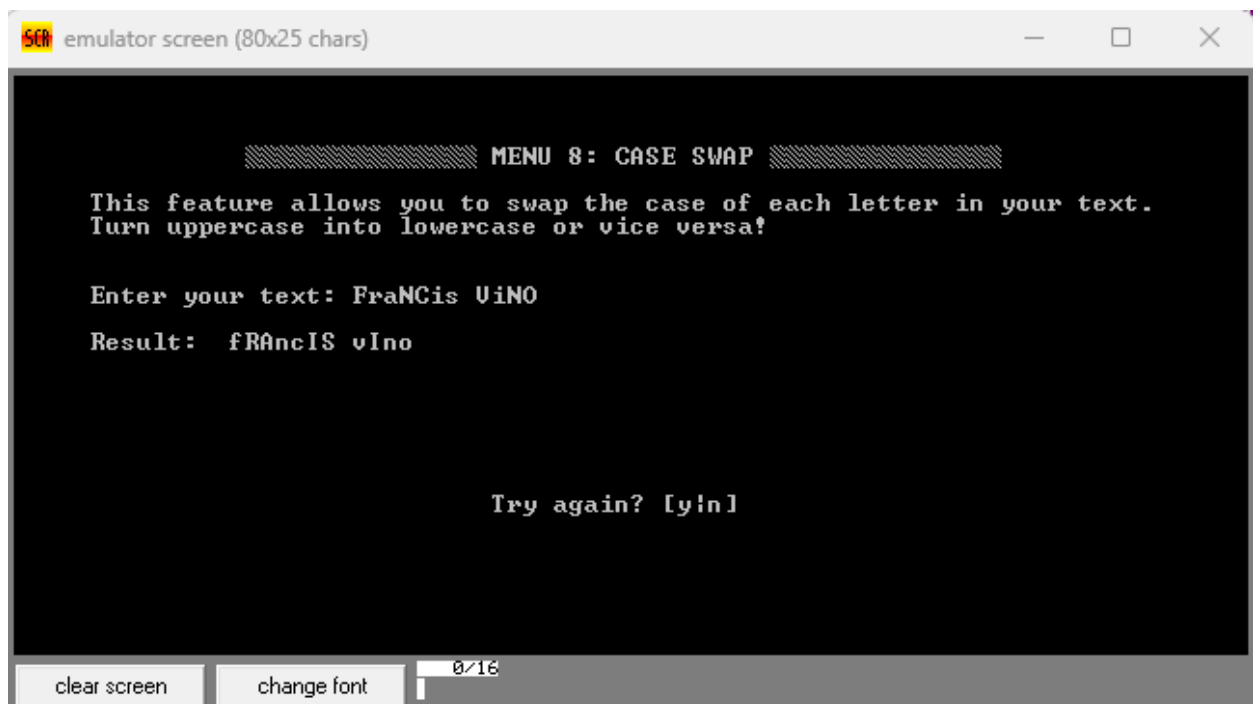 SCR emulator screen (80x25 chars)
MENU 8: CASE SWAP
This feature allows you to swap the case of each letter in your text.
Turn uppercase into lowercase or vice versa!
Enter your text: FraNCis ViNO
Result: fRAncIS vIno
Try again? [y¦n]
0/16
clear screen change font